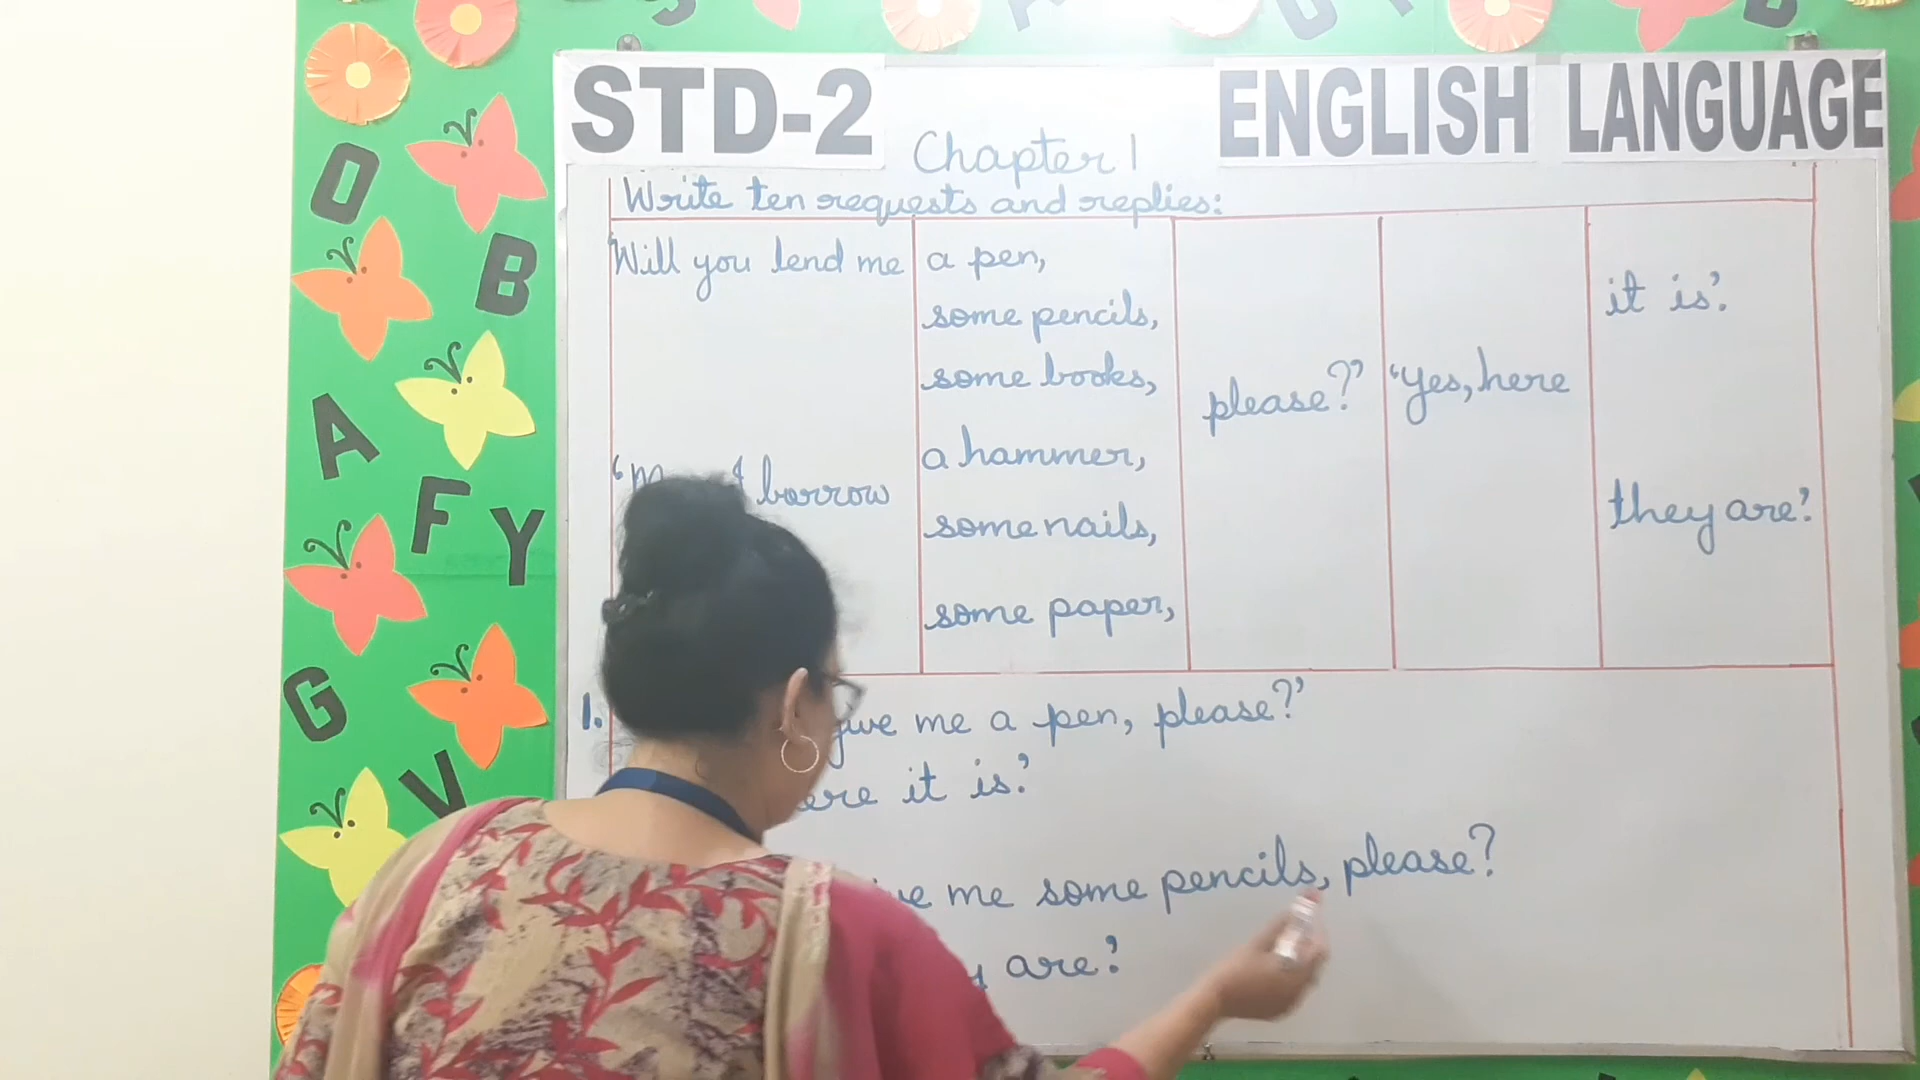 STD-2
ENGLISH LANGUAGE
Chapter 1
Write ten requests and replies:
'Will you lend me
a pen,
some pencils,
some books,
a hammer,
some nails,
some paper,
please?'
'Yes, here
it is'.
they are'.
borrow
1.
give me a pen, please?'
it is.'
me some pencils, please?
are'.
O
B
A
F
Y
G
V